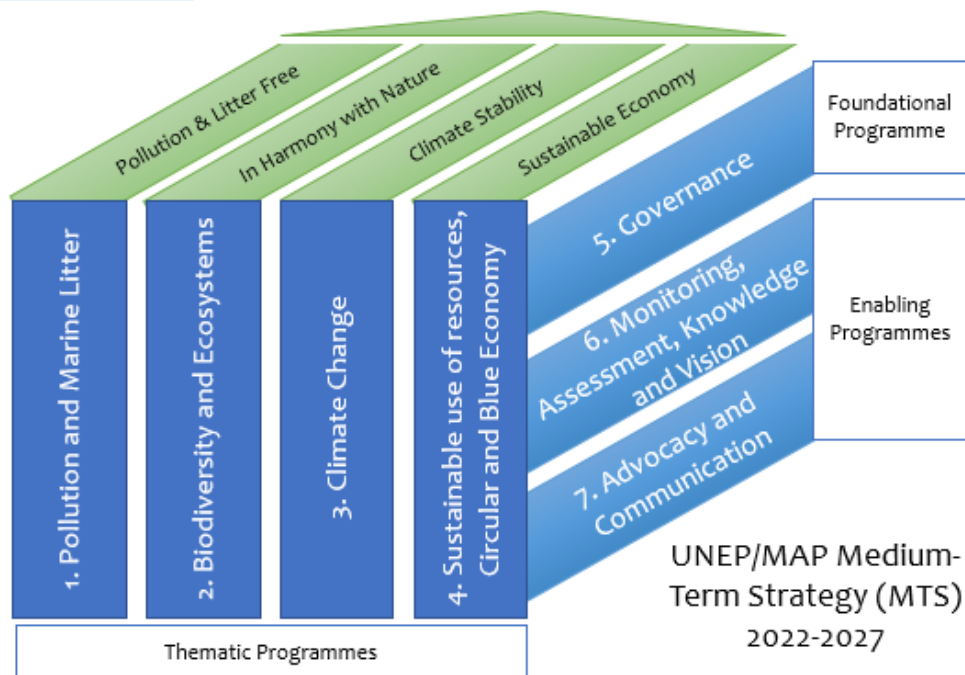 Pollution & Litter Free
In Harmony with Nature
Climate Stability
Sustainable Economy
1. Pollution and Marine Litter
2. Biodiversity and Ecosystems
3. Climate Change
4. Sustainable use of resources,
Circular and Blue Economy
5. Governance
6. Monitoring,
Assessment, Knowledge
and Vision
7. Advocacy and
Communication
Foundational
Programme
Enabling
Programmes
Thematic Programmes
UNEP/MAP Medium-
Term Strategy (MTS)
2022-2027